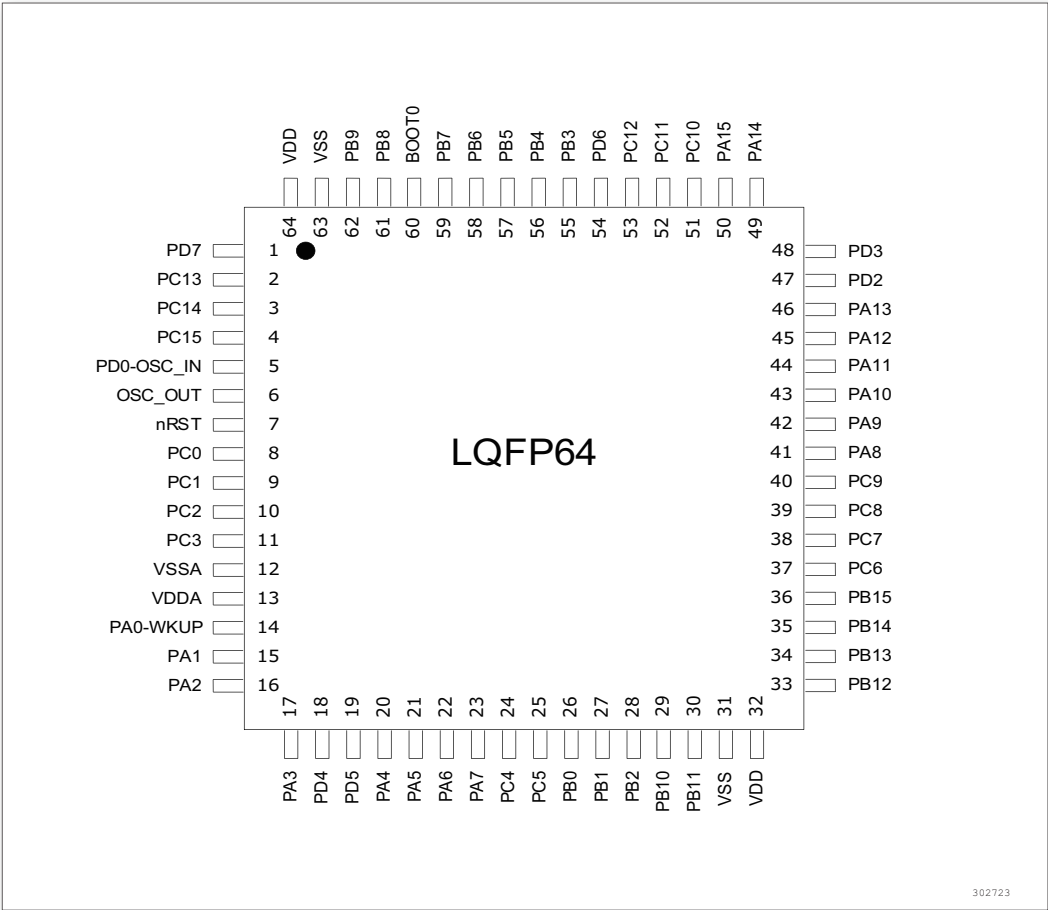 VDD VSS PB9 PB8 BOOT0 PB7 PB6 PB5 PB4 PB3 PD6 PC12 PC11 PC10 PA15 PA14
64 63 62 61 60 59 58 57 56 55 54 53 52 51 50 49
PD7 1 48 PD3
PC13 2 47 PD2
PC14 3 46 PA13
PC15 4 45 PA12
PD0-OSC_IN 5 44 PA11
OSC_OUT 6 43 PA10
nRST 7 42 PA9
PC0 8 LQFP64 41 PA8
PC1 9 40 PC9
PC2 10 39 PC8
PC3 11 38 PC7
VSSA 12 37 PC6
VDDA 13 36 PB15
PA0-WKUP 14 35 PB14
PA1 15 34 PB13
PA2 16 33 PB12
17 18 19 20 21 22 23 24 25 26 27 28 29 30 31 32
PA3 PD4 PD5 PA4 PA5 PA6 PA7 PC4 PC5 PB0 PB1 PB2 PB10 PB11 VSS VDD
302723